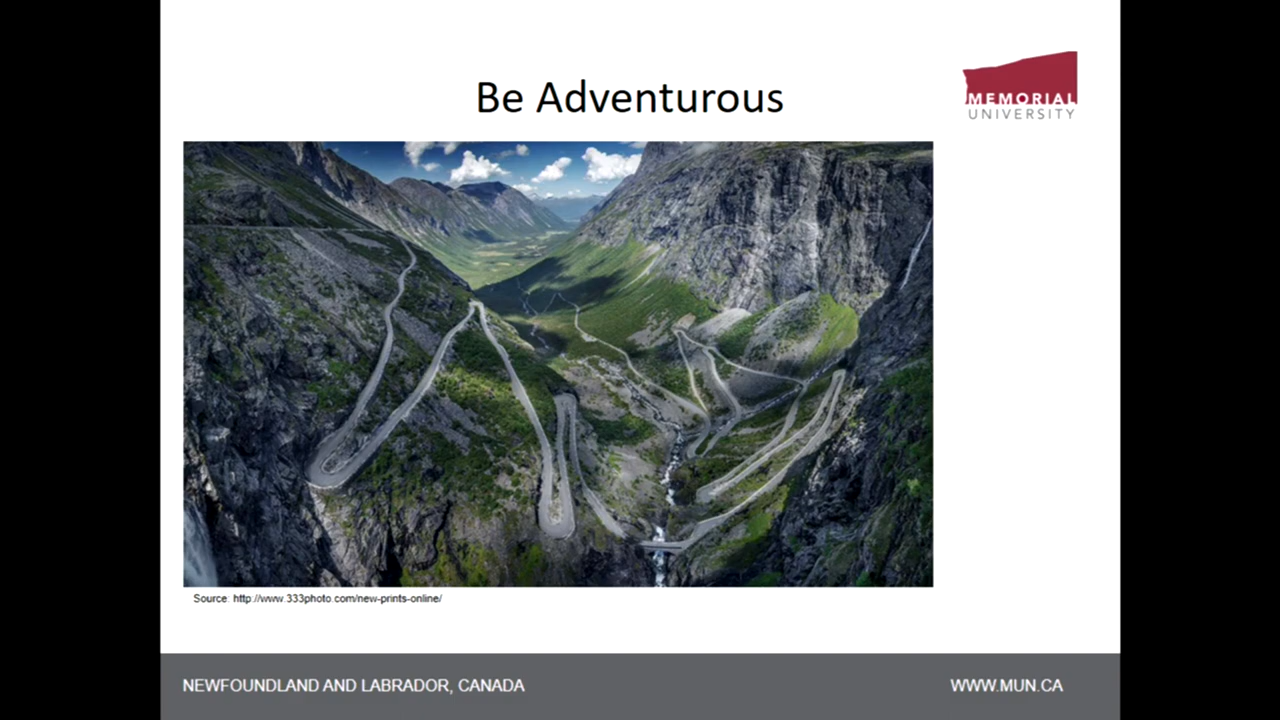 Be Adventurous
MEMORIAL
UNIVERSITY
Source: http://www.333photo.com/new-prints-online/
NEWFOUNDLAND AND LABRADOR, CANADA
WWW.MUN.CA